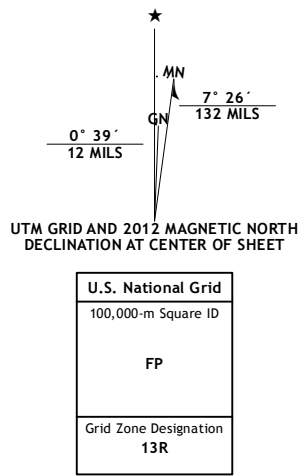 ★
MN
7° 26´
132 MILS
GN
0° 39´
12 MILS
UTM GRID AND 2012 MAGNETIC NORTH
DECLINATION AT CENTER OF SHEET
U.S. National Grid
100,000-m Square ID
FP
Grid Zone Designation
13R